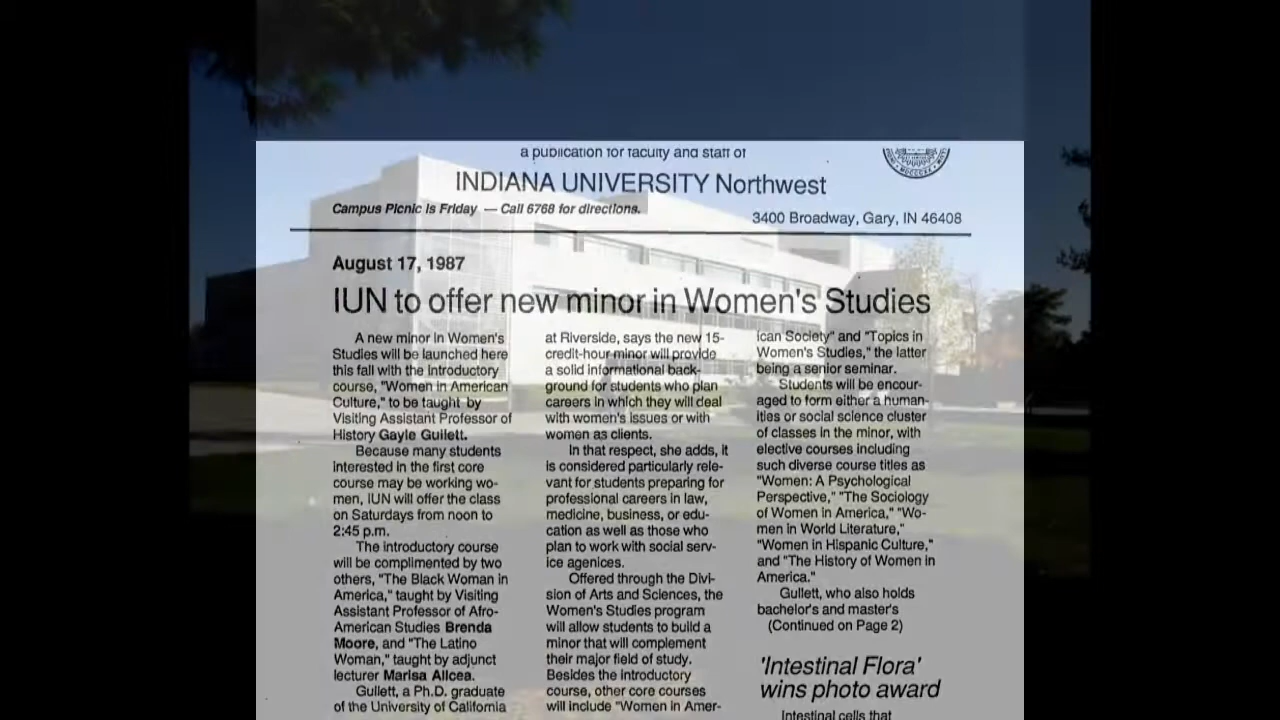 a publication for faculty and staff of
INDIANA UNIVERSITY Northwest
Campus Picnic is Friday — Call 6768 for directions.
3400 Broadway, Gary, IN 46408
August 17, 1987
IUN to offer new minor in Women's Studies
A new minor in Women's
Studies will be launched here
this fall with the introductory
course, "Women in American
Culture," to be taught by
Visiting Assistant Professor of
History Gayle Gullett.
Because many students
interested in the first core
course may be working wo-
men, IUN will offer the class
on Saturdays from noon to
2:45 p.m.
The introductory course
will be complimented by two
others, "The Black Woman in
America," taught by Visiting
Assistant Professor of Afro-
American Studies Brenda
Moore, and "The Latino
Woman," taught by adjunct
lecturer Marisa Alicea.
Gullett, a Ph.D. graduate
of the University of California
at Riverside, says the new 15-
credit-hour minor will provide
a solid informational back-
ground for students who plan
careers in which they will deal
with women's issues or with
women as clients.
In that respect, she adds, it
is considered particularly rele-
vant for students preparing for
professional careers in law,
medicine, business, or edu-
cation as well as those who
plan to work with social serv-
ice agenices.
Offered through the Divi-
sion of Arts and Sciences, the
Women's Studies program
will allow students to build a
minor that will complement
their major field of study.
Besides the introductory
course, other core courses
will include "Women in Amer-
ican Society" and "Topics in
Women's Studies," the latter
being a senior seminar.
Students will be encour-
aged to form either a human-
ities or social science cluster
of classes in the minor, with
elective courses including
such diverse course titles as
"Women: A Psychological
Perspective," "The Sociology
of Women in America," "Wo-
men in World Literature,"
"Women in Hispanic Culture,"
and "The History of Women in
America."
Gullett, who also holds
bachelor's and master's
(Continued on Page 2)
'Intestinal Flora'
wins photo award
Intestinal cells that